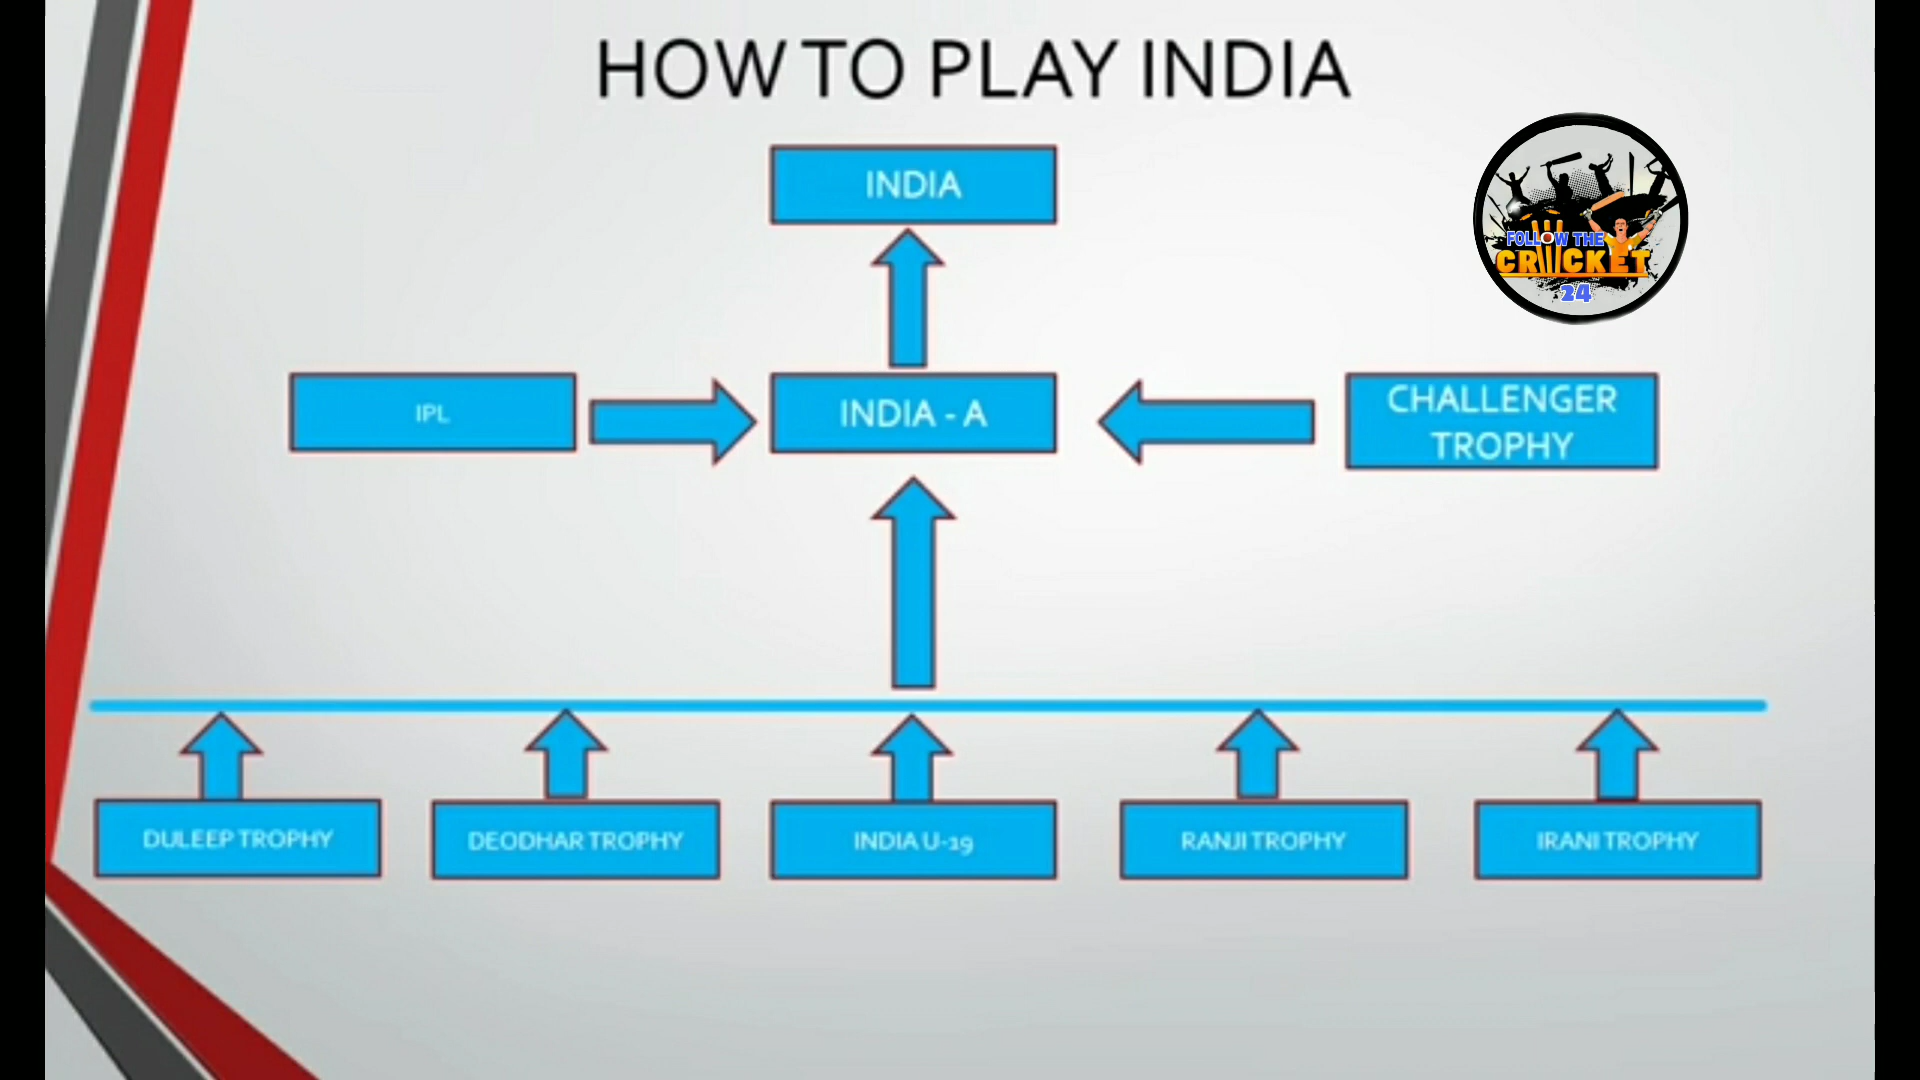 HOW TO PLAY INDIA
INDIA
FOLLOW THE
CRICKET
24
IPL
INDIA - A
CHALLENGER
TROPHY
DULEEP TROPHY
DEODHAR TROPHY
INDIA U-19
RANJI TROPHY
IRANI TROPHY